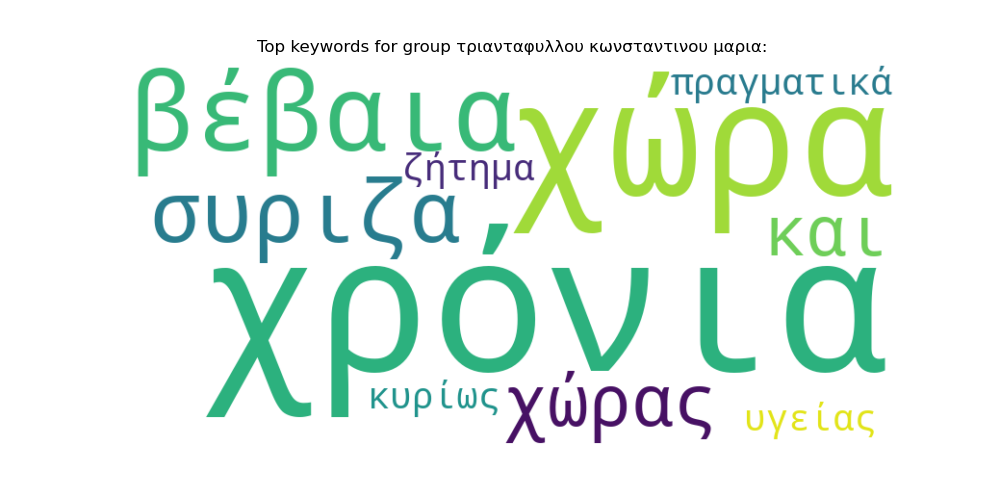 Top keywords for group τριανταφυλλου κωνσταντινου μαρια:
βέβαια
χώρα
πραγματικά
ζήτημα
συριζα
και
χρόνια
κυρίως
χώρας
υγείας